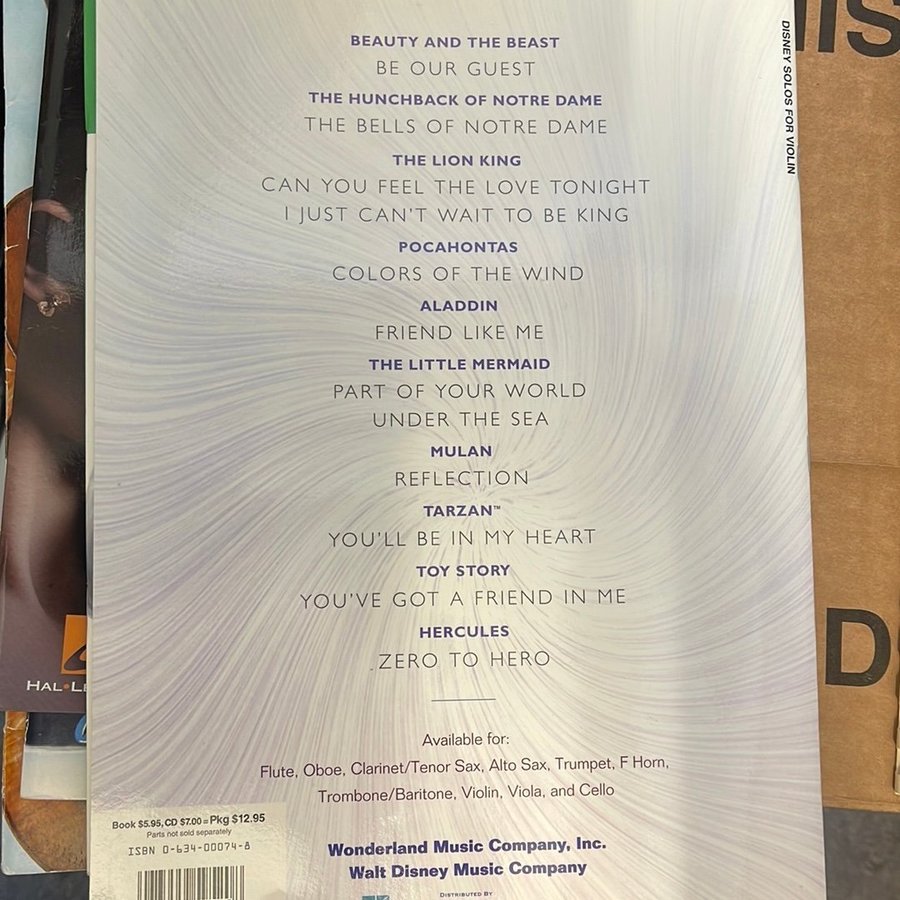 BEAUTY AND THE BEAST
BE OUR GUEST
THE HUNCHBACK OF NOTRE DAME
THE BELLS OF NOTRE DAME
THE LION KING
CAN YOU FEEL THE LOVE TONIGHT
I JUST CAN'T WAIT TO BE KING
POCAHONTAS
COLORS OF THE WIND
ALADDIN
FRIEND LIKE ME
THE LITTLE MERMAID
PART OF YOUR WORLD
UNDER THE SEA
MULAN
REFLECTION
TARZAN™
YOU'LL BE IN MY HEART
TOY STORY
YOU'VE GOT A FRIEND IN ME
HERCULES
ZERO TO HERO
Available for:
Flute, Oboe, Clarinet/Tenor Sax, Alto Sax, Trumpet, F Horn,
Trombone/Baritone, Violin, Viola, and Cello
Book $5.95, CD $7.00 = Pkg $12.95
Parts not sold separately
ISBN 0-634-00074-8
Wonderland Music Company, Inc.
Walt Disney Music Company
DISTRIBUTED BY
DISNEY SOLOS FOR VIOLIN
HAL•LE